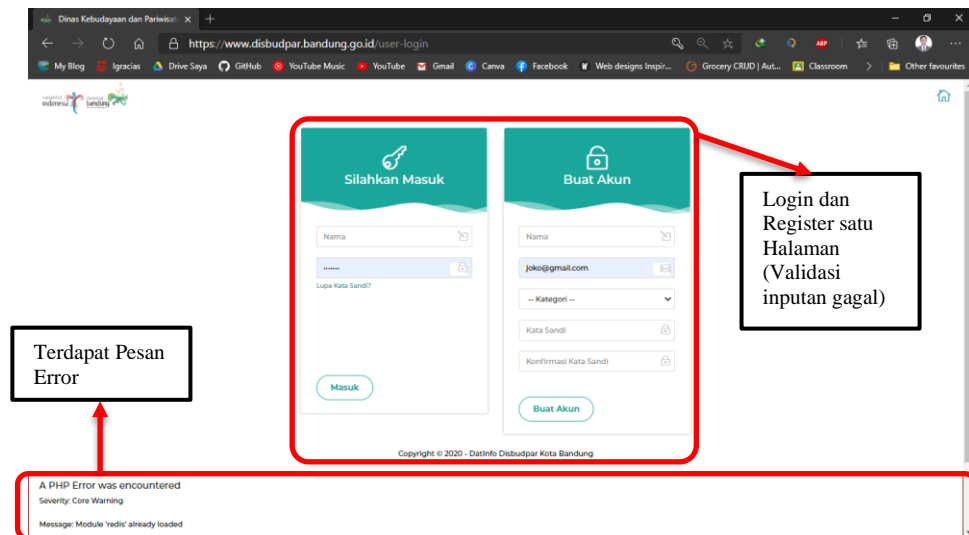 Dinas Kebudayaan dan Pariwisat
https://www.disbudpar.bandung.go.id/user-login
ABP
My Blog
Igracias
Drive Saya
GitHub
YouTube Music
YouTube
Gmail
Canva
Facebook
Web designs Inspir...
Grocery CRUD | Aut...
Classroom
Other favourites
indonesia
bandung
Silahkan Masuk
Nama
•••••••
Lupa Kata Sandi?
Masuk
Buat Akun
Nama
joko@gmail.com
-- Kategori --
Kata Sandi
Konfirmasi Kata Sandi
Buat Akun
Login dan
Register satu
Halaman
(Validasi
inputan gagal)
Terdapat Pesan
Error
Copyright © 2020 - DatInfo Disbudpar Kota Bandung
A PHP Error was encountered
Severity: Core Warning
Message: Module 'redis' already loaded